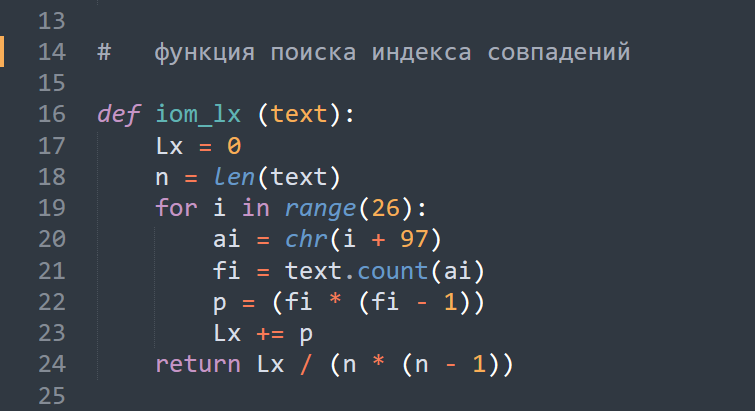 13
14 #   функция поиска индекса совпадений
15
16 def iom_lx (text):
17     Lx = 0
18     n = len(text)
19     for i in range(26):
20         ai = chr(i + 97)
21         fi = text.count(ai)
22         p = (fi * (fi - 1))
23         Lx += p
24     return Lx / (n * (n - 1))
25